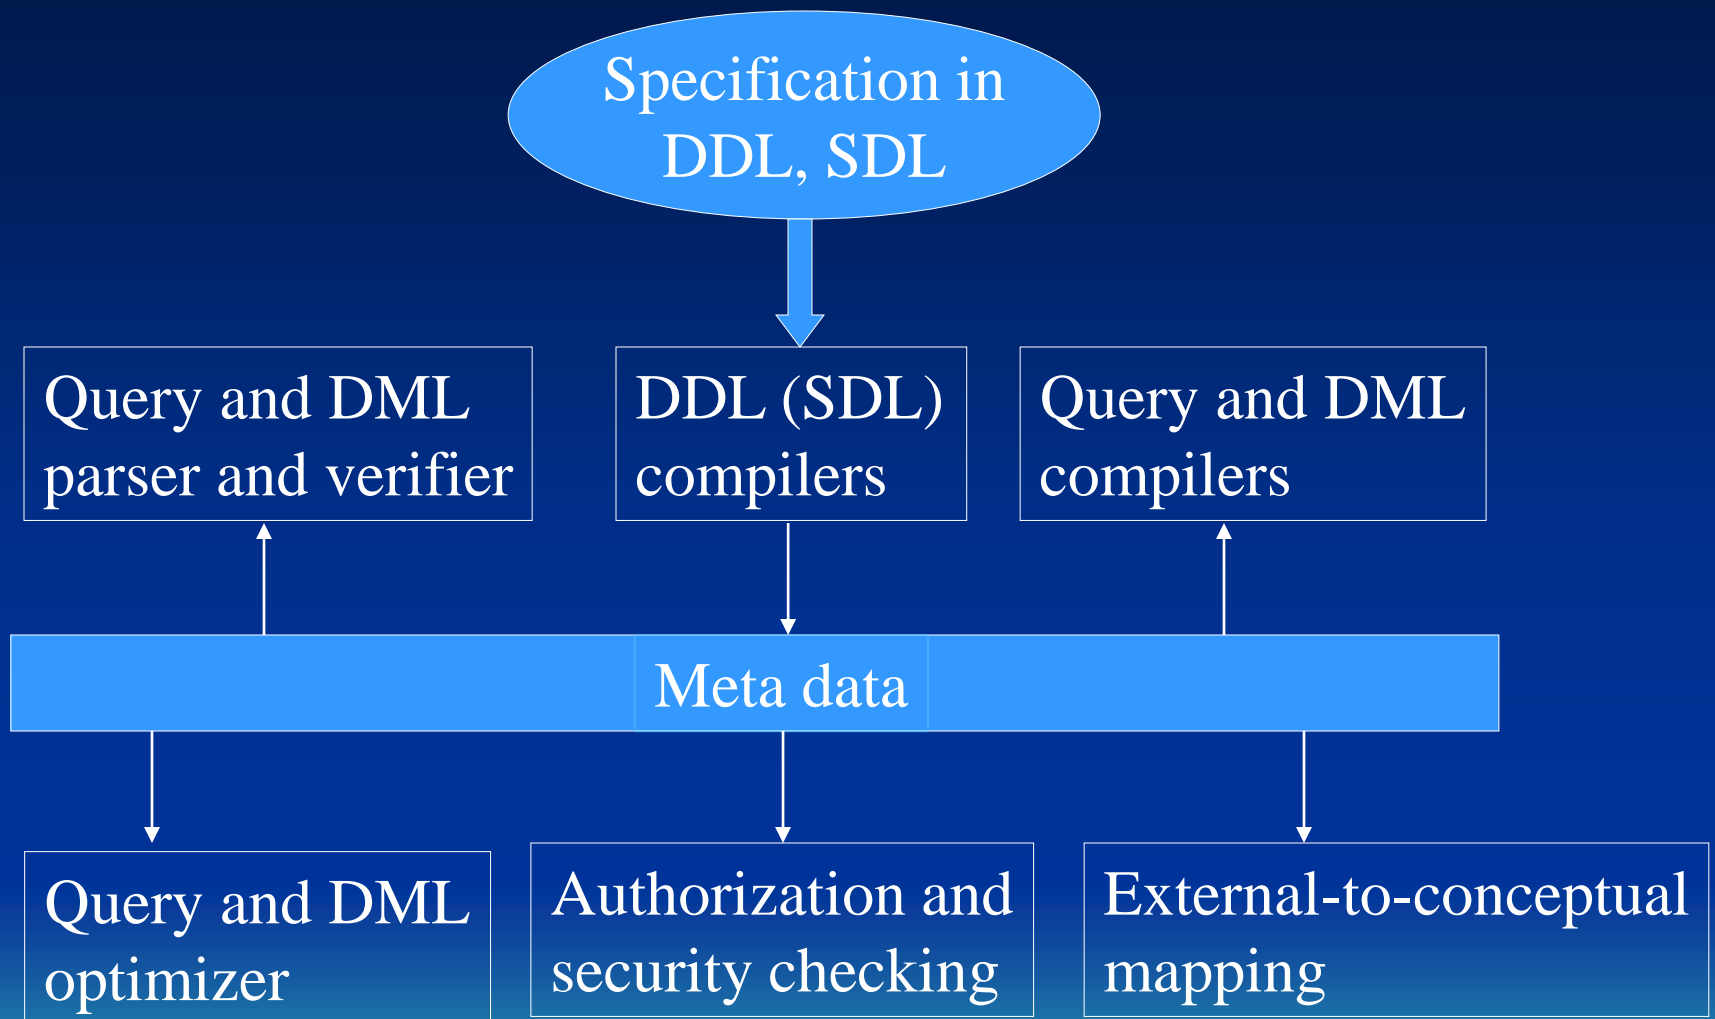 Specification in
DDL, SDL
Query and DML
parser and verifier
DDL (SDL)
compilers
Query and DML
compilers
Meta data
Query and DML
optimizer
Authorization and
security checking
External-to-conceptual
mapping